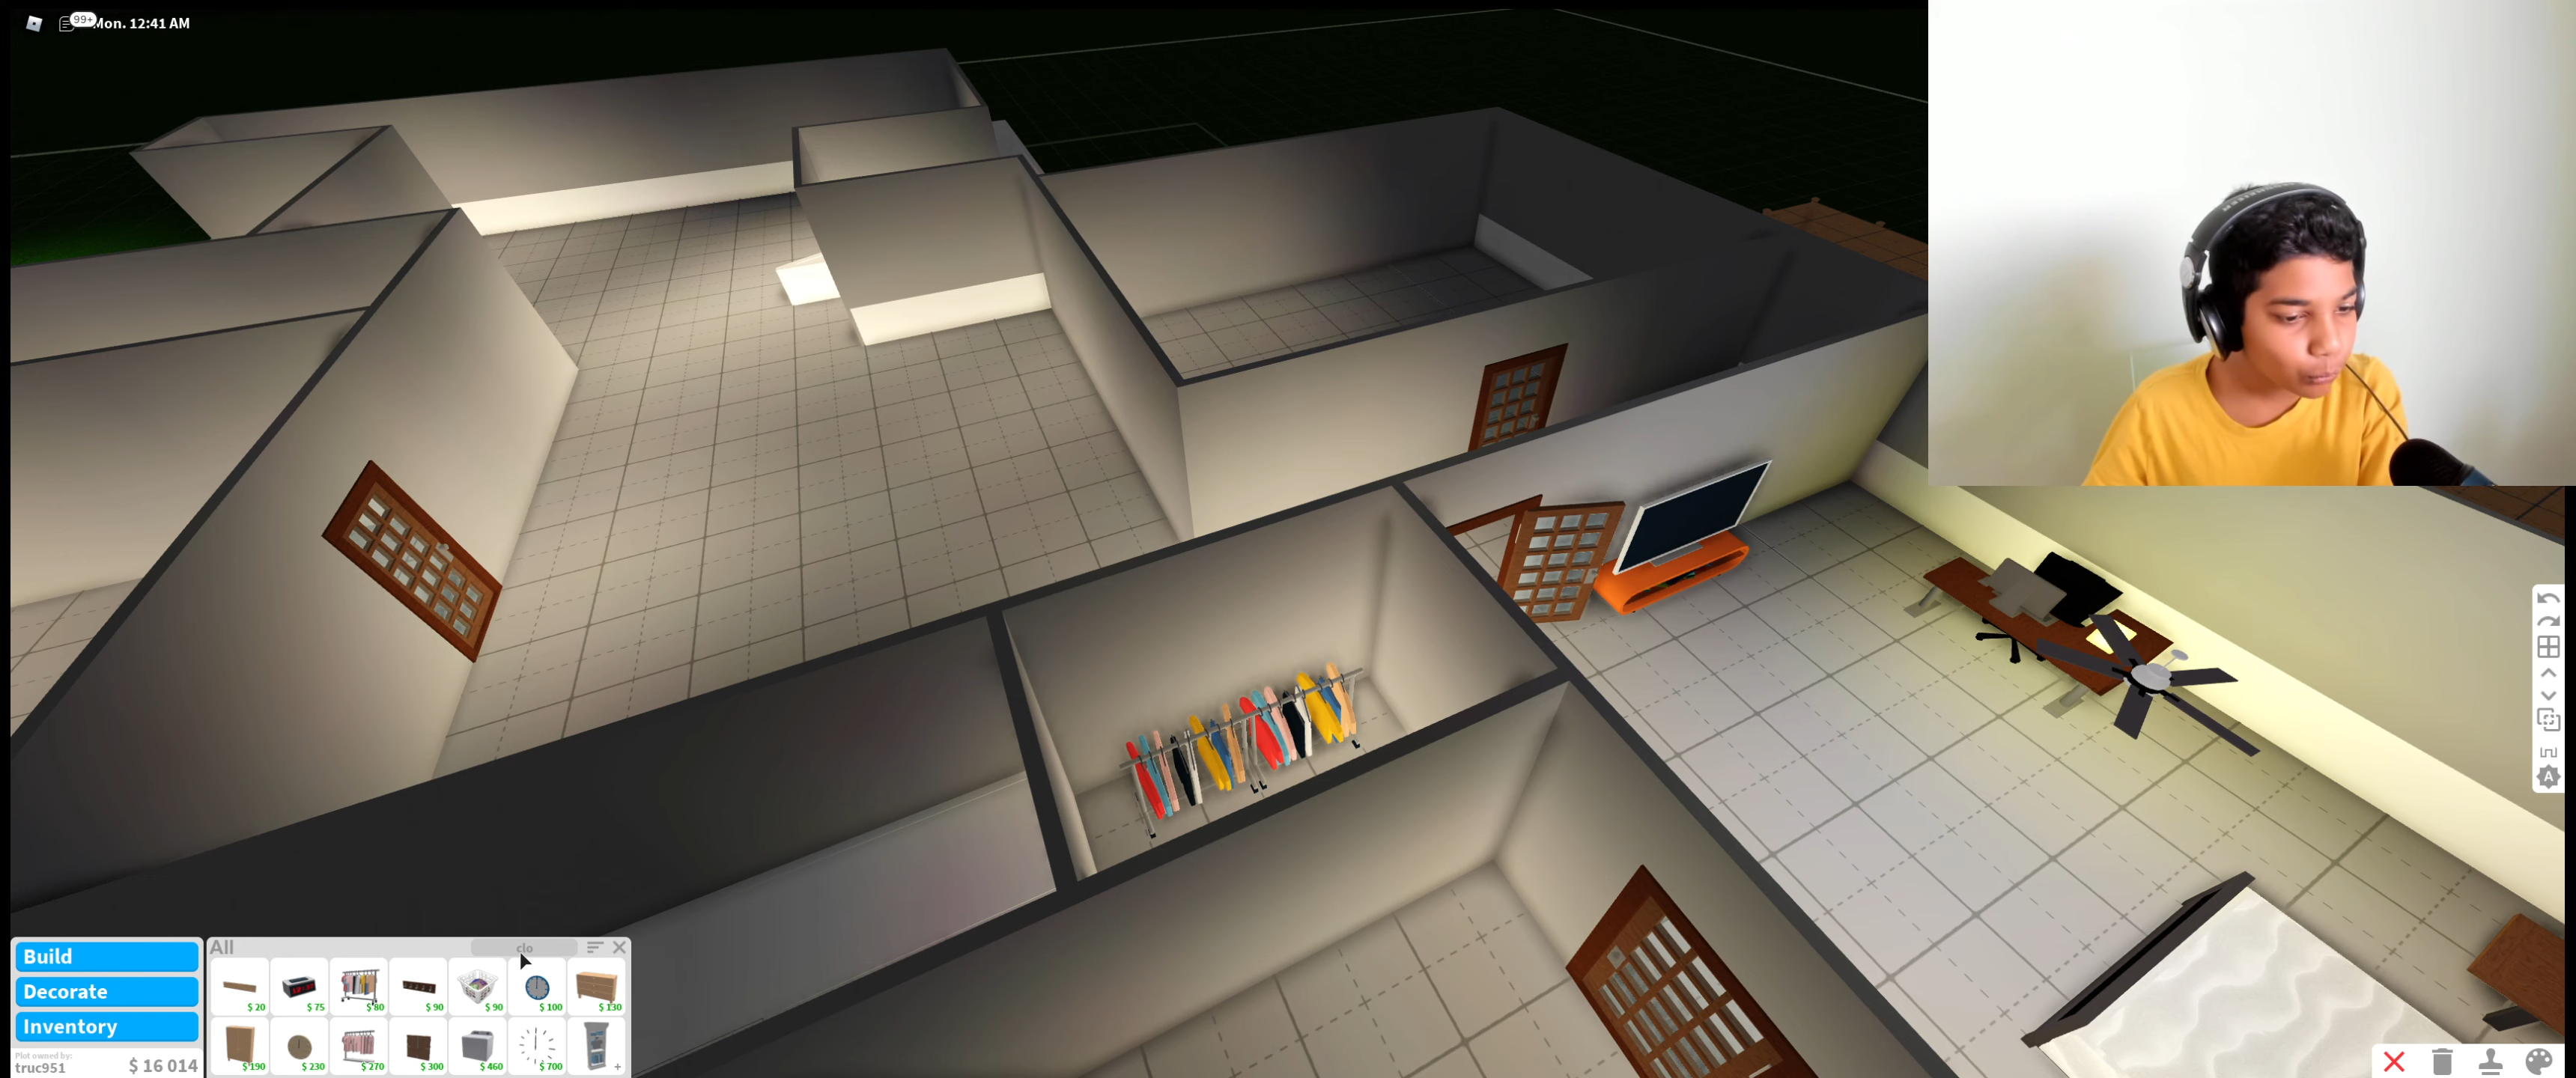 99+
Mon. 12:41 AM
Build
Decorate
Inventory
Plot owned by:
truc951
$ 16 014
All
clo
$ 20
$ 75
$ 80
$ 90
$ 90
$ 100
$ 130
$ 190
$ 230
$ 270
$ 300
$ 460
$ 700
+
A